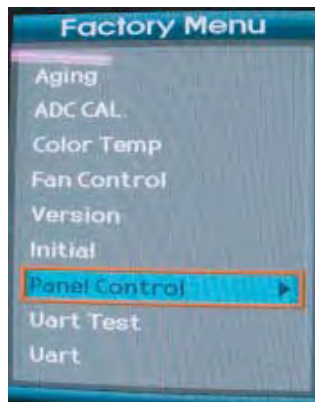 Factory Menu
Aging
ADC CAL.
Color Temp
Fan Control
Version
Initial
Panel Control
Uart Test
Uart